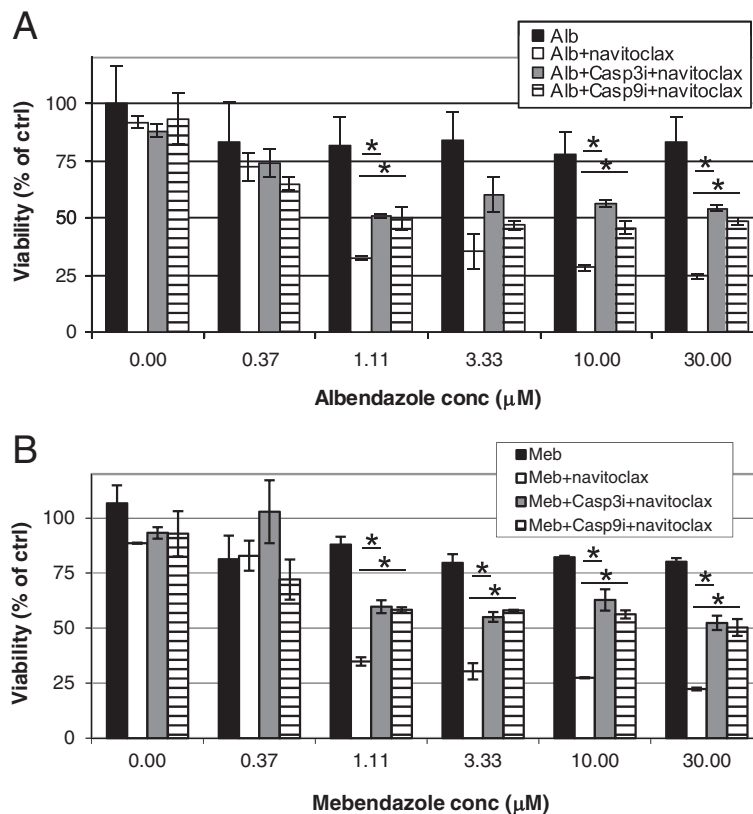 A
Alb
Alb+navitoclax
Alb+Casp3i+navitoclax
Alb+Casp9i+navitoclax
Viability (% of ctrl)
100
75
50
25
0
* * * * * *
0.00 0.37 1.11 3.33 10.00 30.00
Albendazole conc (μM)
B
Meb
Meb+navitoclax
Meb+Casp3i+navitoclax
Meb+Casp9i+navitoclax
Viability (% of ctrl)
100
75
50
25
0
* * * * * * * *
0.00 0.37 1.11 3.33 10.00 30.00
Mebendazole conc (μM)